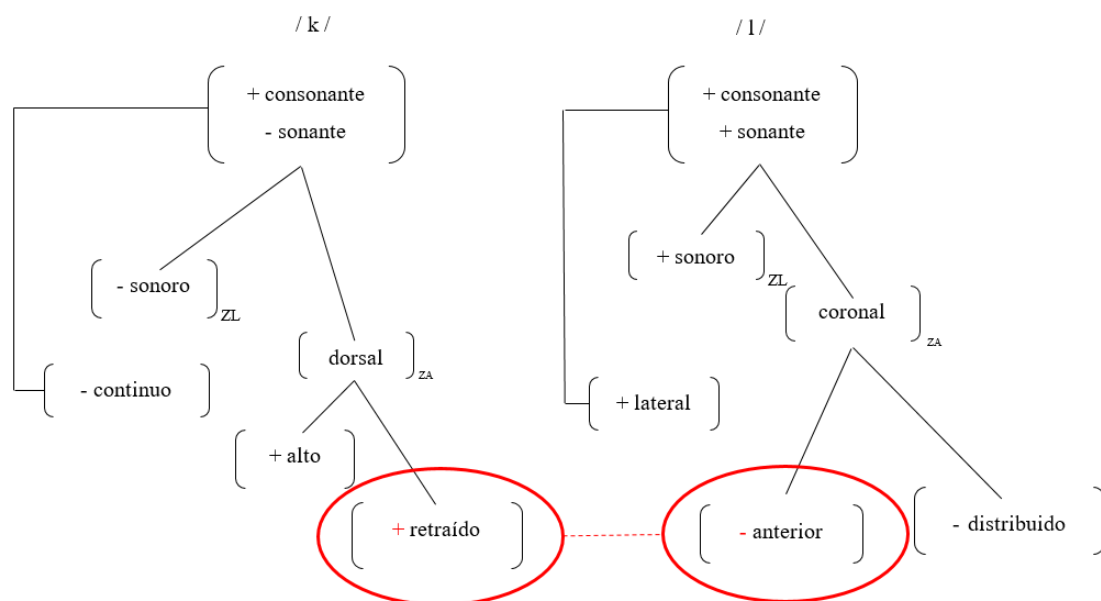 / k /
+ consonante
- sonante
- sonoro
ZL
dorsal
ZA
- continuo
+ alto
+ retraído
/ l /
+ consonante
+ sonante
+ sonoro
ZL
coronal
ZA
+ lateral
- anterior
- distribuido